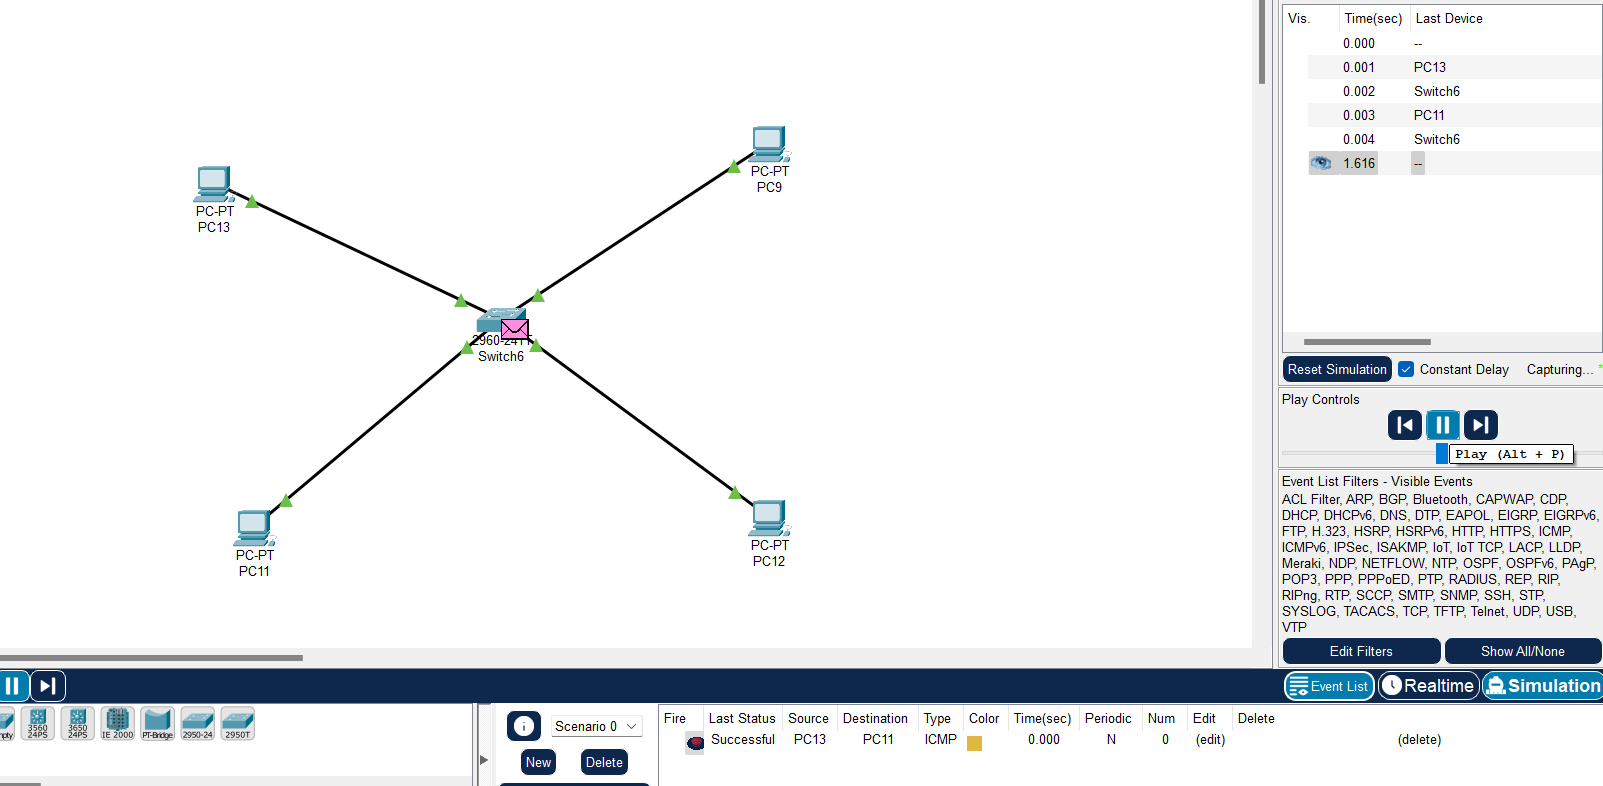 Vis. Time(sec) Last Device
0.000 --
0.001 PC13
0.002 Switch6
0.003 PC11
0.004 Switch6
1.616 --
PC-PT
PC13
PC-PT
PC9
2960-24TT
Switch6
PC-PT
PC11
PC-PT
PC12
Reset Simulation Constant Delay Capturing... *
Play Controls
Play (Alt + P)
Event List Filters - Visible Events
ACL Filter, ARP, BGP, Bluetooth, CAPWAP, CDP,
DHCP, DHCPv6, DNS, DTP, EAPOL, EIGRP, EIGRPv6,
FTP, H.323, HSRP, HSRPv6, HTTP, HTTPS, ICMP,
ICMPv6, IPSec, ISAKMP, IoT, IoT TCP, LACP, LLDP,
Meraki, NDP, NETFLOW, NTP, OSPF, OSPFv6, PAgP,
POP3, PPP, PPPoED, PTP, RADIUS, REP, RIP,
RIPng, RTP, SCCP, SMTP, SNMP, SSH, STP,
SYSLOG, TACACS, TCP, TFTP, Telnet, UDP, USB,
VTP
Edit Filters Show All/None
Event List Realtime Simulation
3560 24PS
3650 24PS
IE 2000
PT-Bridge
2950-24
2950T
Scenario 0
New Delete
Fire Last Status Source Destination Type Color Time(sec) Periodic Num Edit Delete
Successful PC13 PC11 ICMP 0.000 N 0 (edit) (delete)